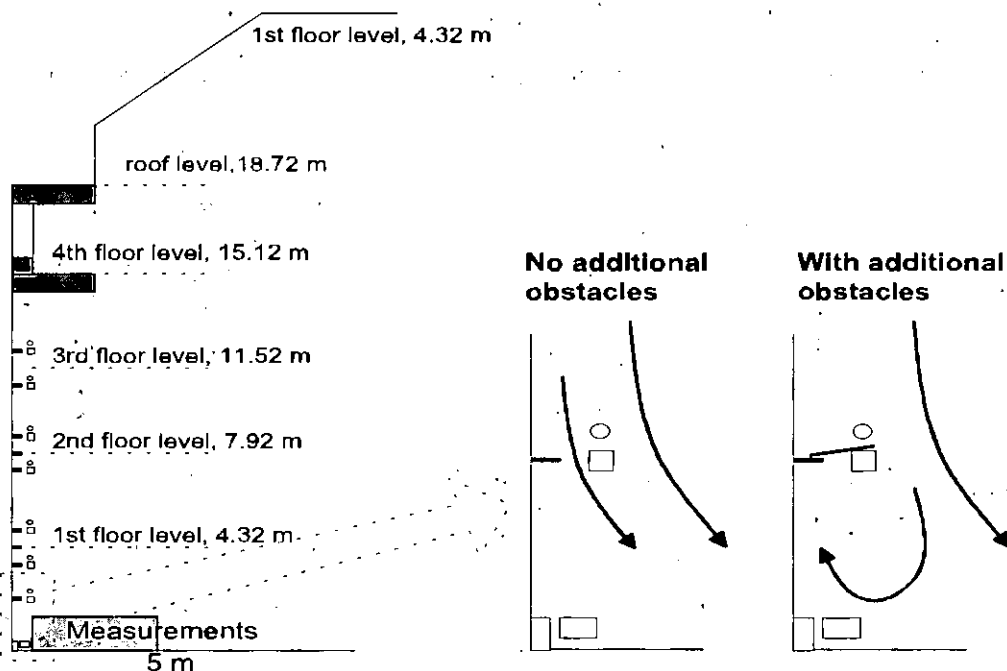 1st floor level, 4.32 m
roof level, 18.72 m
4th floor level, 15.12 m
3rd floor level, 11.52 m
2nd floor level, 7.92 m
1st floor level, 4.32 m
Measurements
5 m
No additional
obstacles
With additional
obstacles